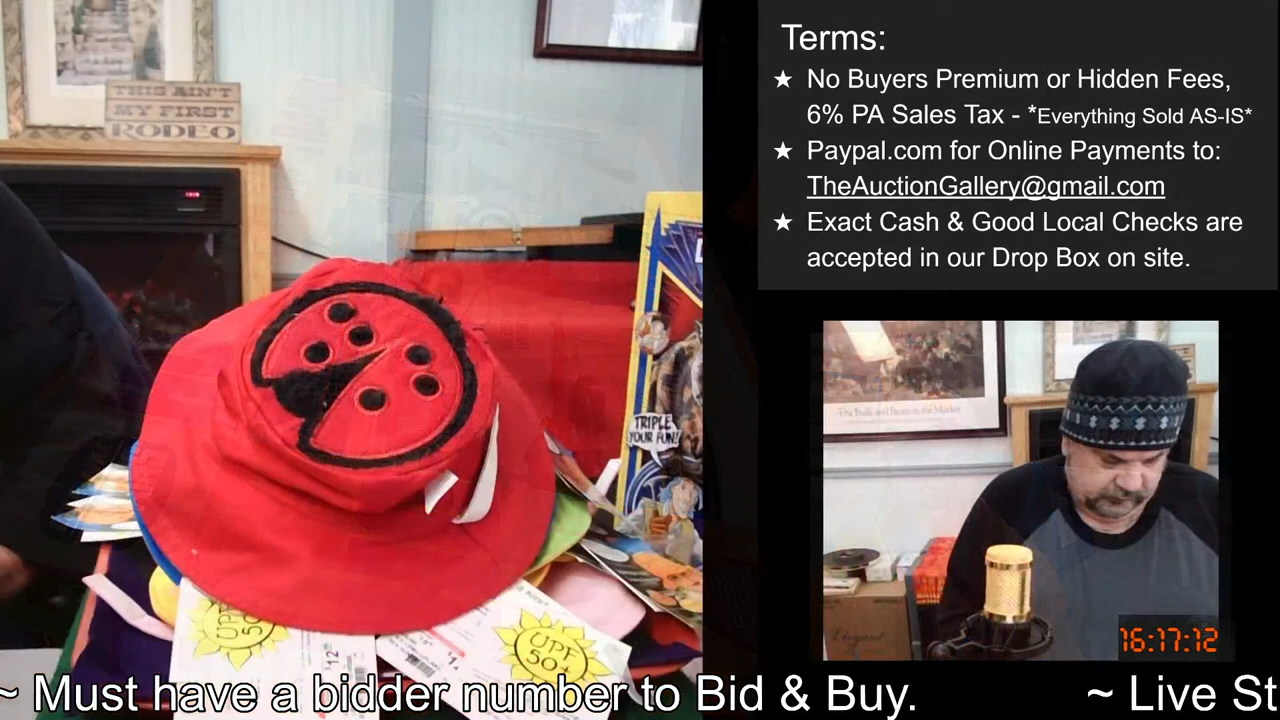 THIS AIN'T
MY FIRST
RODEO
TRIPLE
YOUR FUN!
UPF
50+
UPF
50+
Terms:
★ No Buyers Premium or Hidden Fees,
6% PA Sales Tax - *Everything Sold AS-IS*
★ Paypal.com for Online Payments to:
TheAuctionGallery@gmail.com
★ Exact Cash & Good Local Checks are
accepted in our Drop Box on site.
Elegant
16:17:12
~ Must have a bidder number to Bid & Buy. ~ Live St